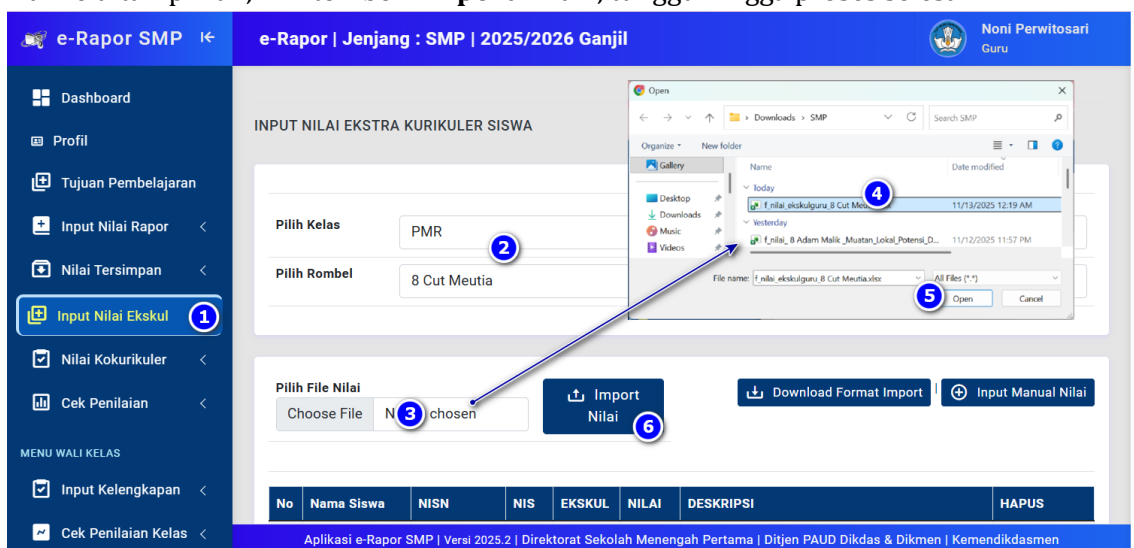 e-Rapor SMP
e-Rapor | Jenjang : SMP | 2025/2026 Ganjil
Noni Perwitosari
Guru
Dashboard
Profil
Tujuan Pembelajaran
Input Nilai Rapor
Nilai Tersimpan
Input Nilai Ekskul 1
Nilai Kokurikuler
Cek Penilaian
MENU WALI KELAS
Input Kelengkapan
Cek Penilaian Kelas
INPUT NILAI EKSTRA KURIKULER SISWA
Pilih Kelas
PMR
2
Pilih Rombel
8 Cut Meutia
Open
Downloads > SMP
Search SMP
Organize
New folder
Gallery
Desktop
Downloads
Music
Videos
Name
Date modified
Today
4
f_nilai_ekskulguru_8 Cut 11/13/2025 12:19 AM
Yesterday
f_nilai_ 8 Adam Malik _Muatan_Lokal_Potensi_D... 11/12/2025 11:57 PM
File name: f_nilai_ekskulguru_8 Cut Meutia.xlsx
All Files (*.*)
5
Open
Cancel
Pilih File Nilai
Choose File
3 chosen
Import
Nilai
6
Download Format Import | Input Manual Nilai
No Nama Siswa NISN NIS EKSKUL NILAI DESKRIPSI HAPUS
Aplikasi e-Rapor SMP | Versi 2025.2 | Direktorat Sekolah Menengah Pertama | Ditjen PAUD Dikdas & Dikmen | Kemendikdasmen